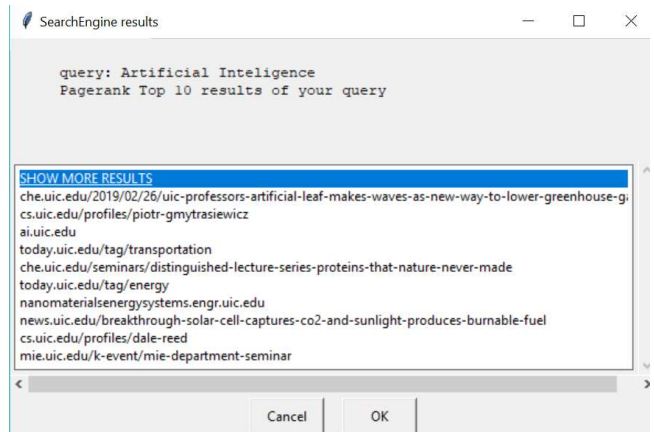 SearchEngine results
query: Artificial Inteligence
Pagerank Top 10 results of your query
SHOW MORE RESULTS
che.uic.edu/2019/02/26/uic-professors-artificial-leaf-makes-waves-as-new-way-to-lower-greenhouse-ga
cs.uic.edu/profiles/piotr-gmytrasiewicz
ai.uic.edu
today.uic.edu/tag/transportation
che.uic.edu/seminars/distinguished-lecture-series-proteins-that-nature-never-made
today.uic.edu/tag/energy
nanomaterialsenergysystems.engr.uic.edu
news.uic.edu/breakthrough-solar-cell-captures-co2-and-sunlight-produces-burnable-fuel
cs.uic.edu/profiles/dale-reed
mie.uic.edu/k-event/mie-department-seminar
Cancel OK